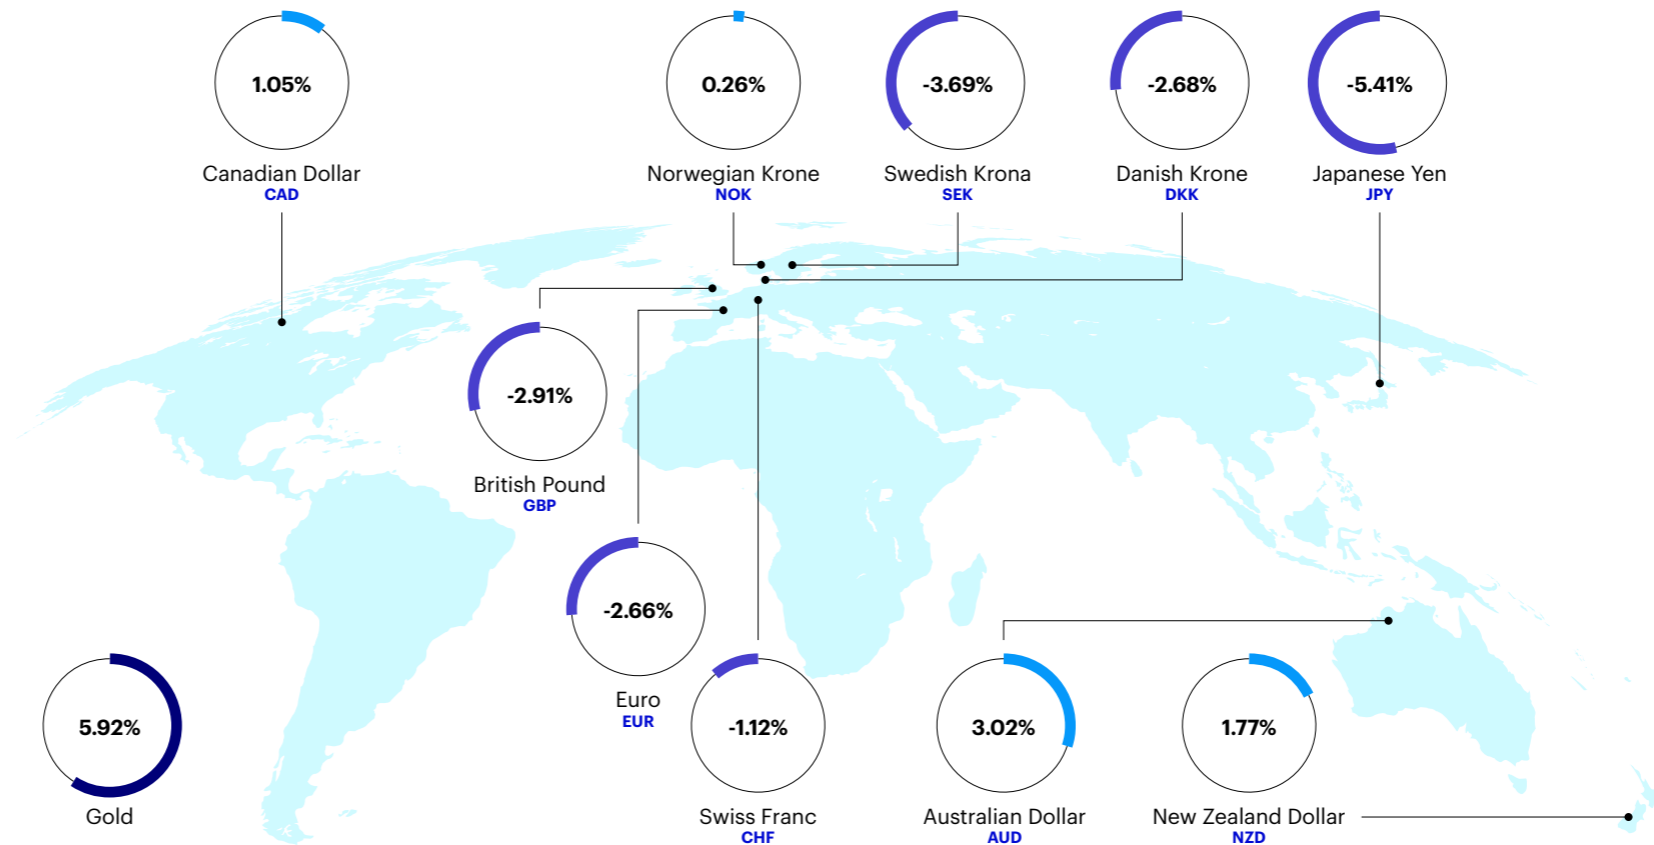 1.05%
Canadian Dollar
CAD
0.26%
Norwegian Krone
NOK
-3.69%
Swedish Krona
SEK
-2.68%
Danish Krone
DKK
-5.41%
Japanese Yen
JPY
-2.91%
British Pound
GBP
-2.66%
Euro
EUR
5.92%
Gold
-1.12%
Swiss Franc
CHF
3.02%
Australian Dollar
AUD
1.77%
New Zealand Dollar
NZD